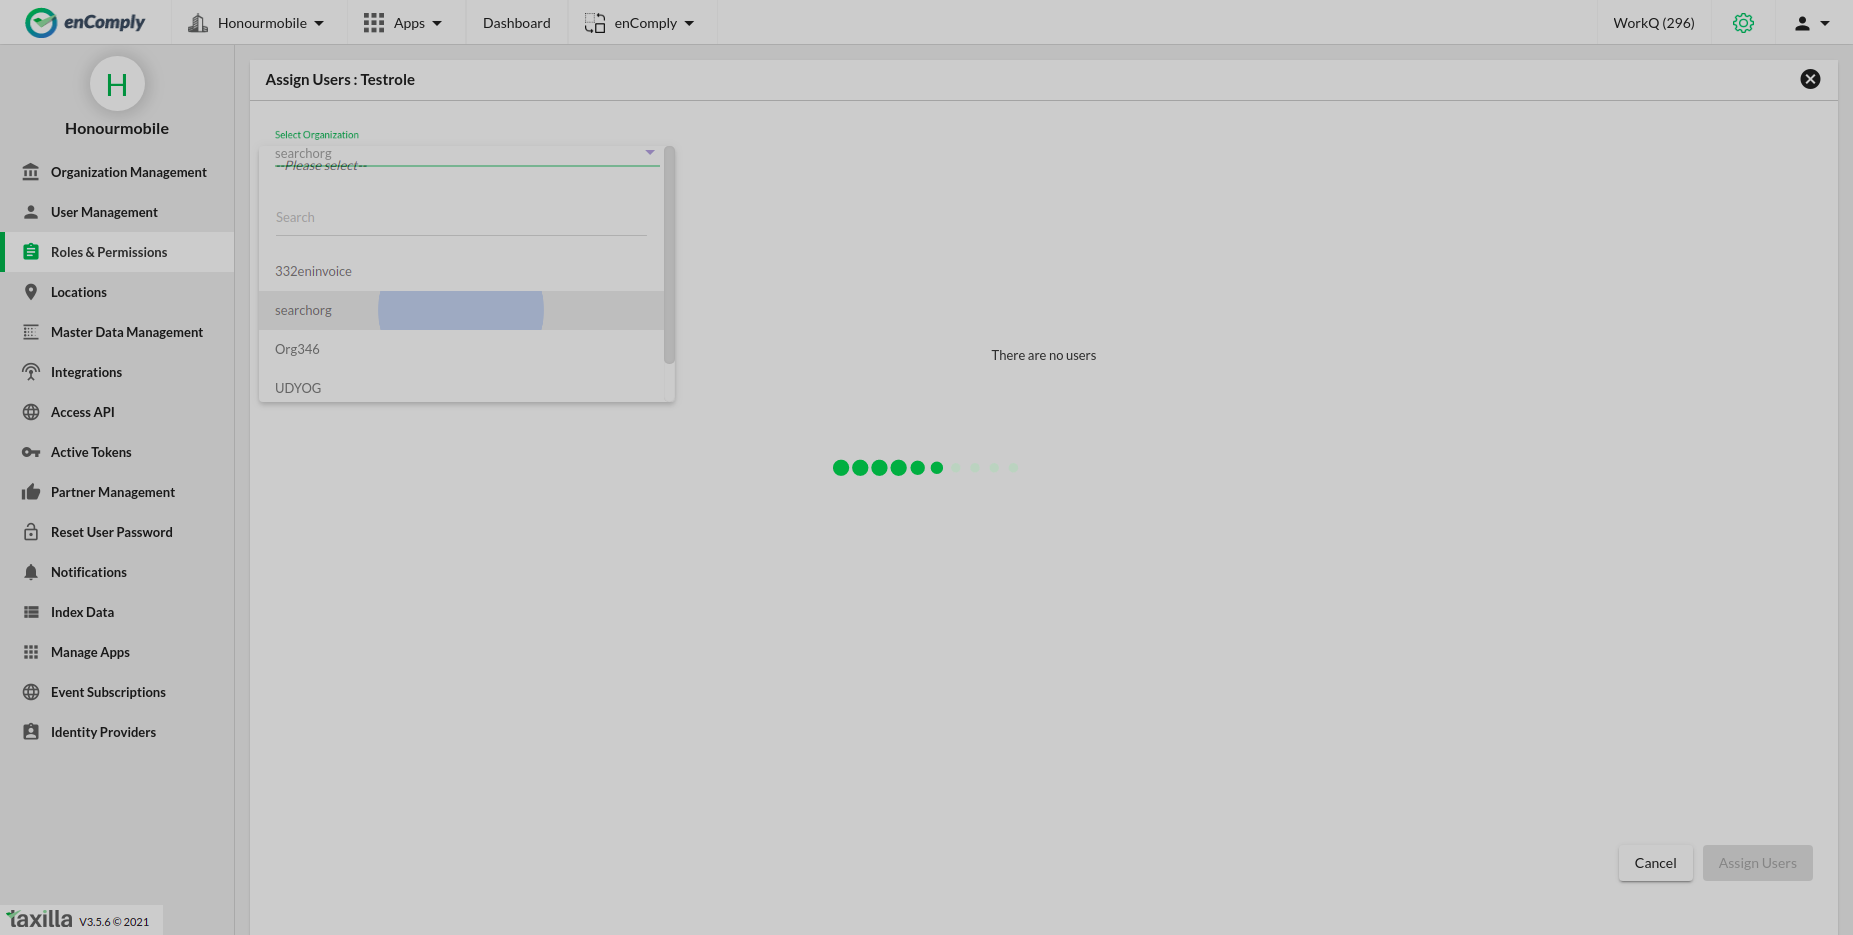 enComply
Honourmobile
Apps
Dashboard
enComply
WorkQ (296)
H
Honourmobile
Organization Management
User Management
Roles & Permissions
Locations
Master Data Management
Integrations
Access API
Active Tokens
Partner Management
Reset User Password
Notifications
Index Data
Manage Apps
Event Subscriptions
Identity Providers
taxilla V3.5.6 © 2021
Assign Users : Testrole
Select Organization
searchorg
--Please select--
Search
332eninvoice
searchorg
Org346
UDYOG
There are no users
Cancel
Assign Users